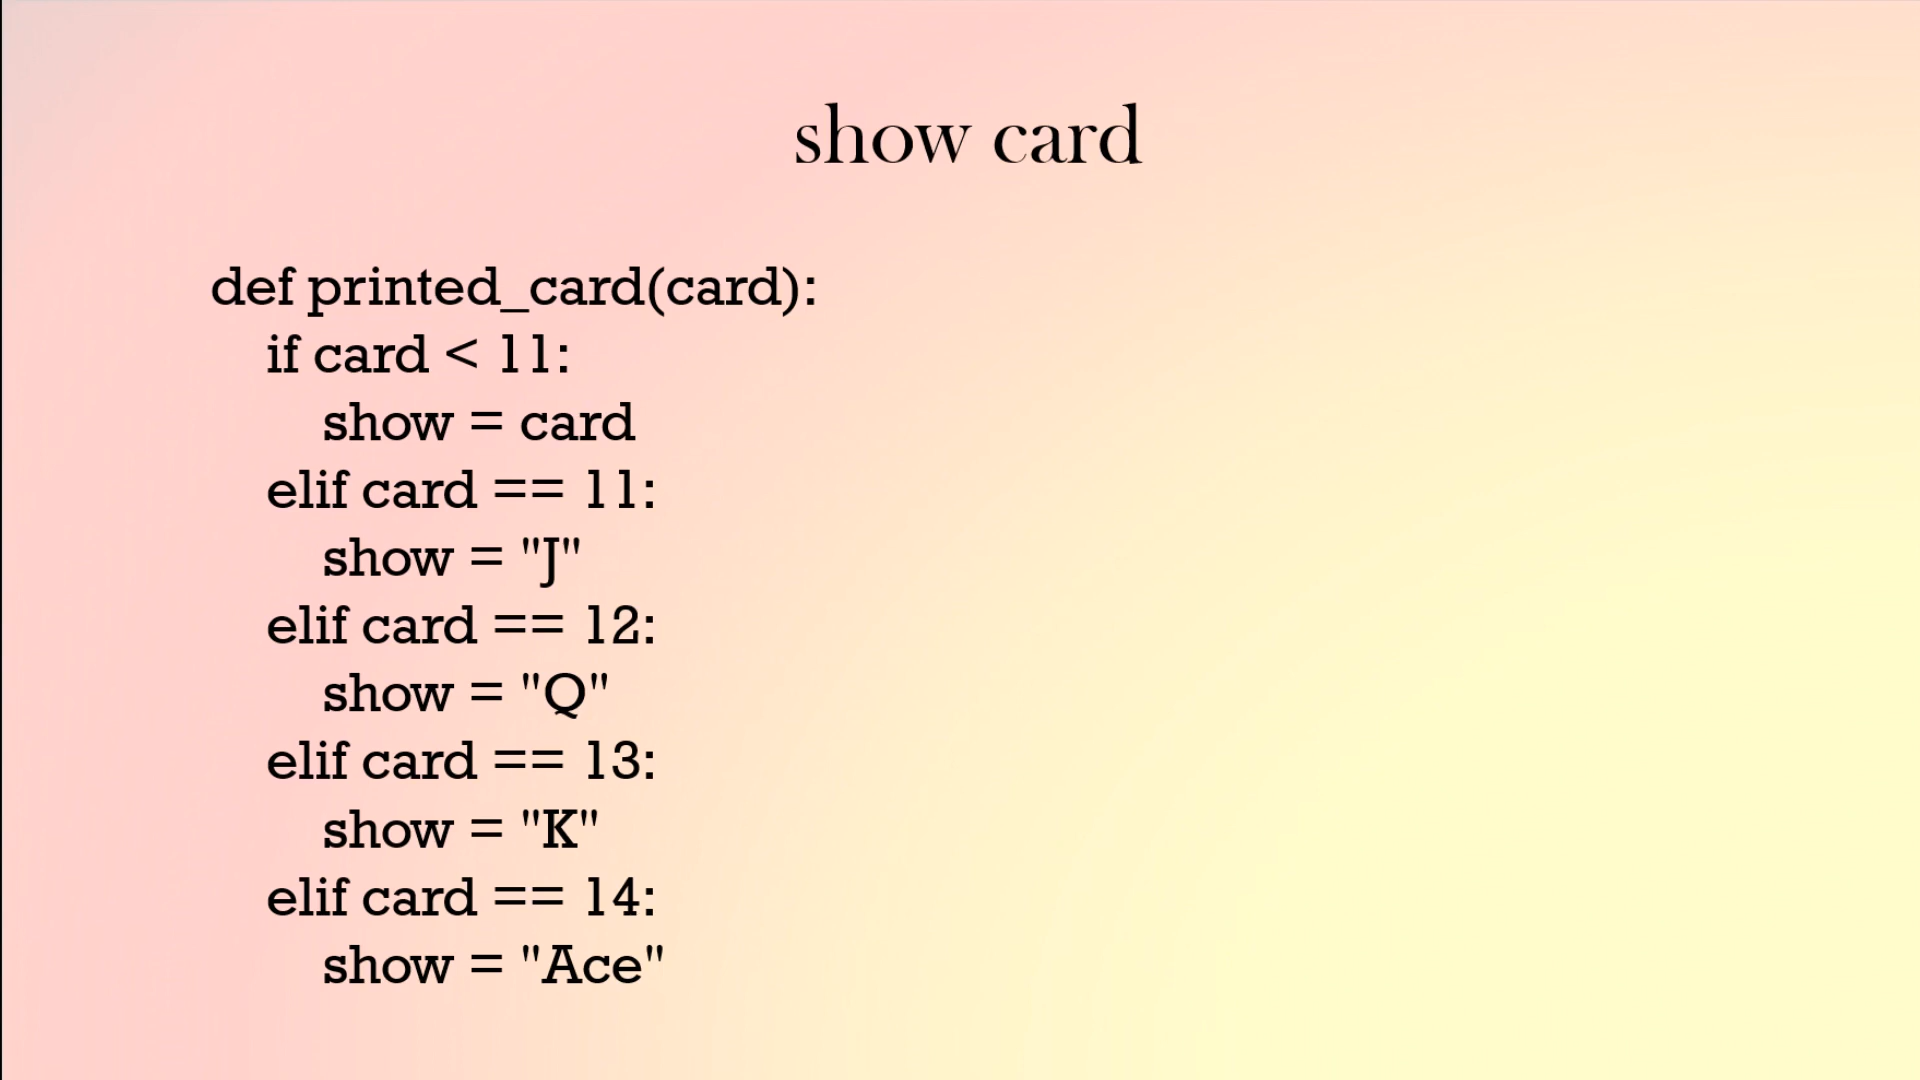 show card
def printed_card(card):
    if card < 11:
        show = card
    elif card == 11:
        show = "J"
    elif card == 12:
        show = "Q"
    elif card == 13:
        show = "K"
    elif card == 14:
        show = "Ace"